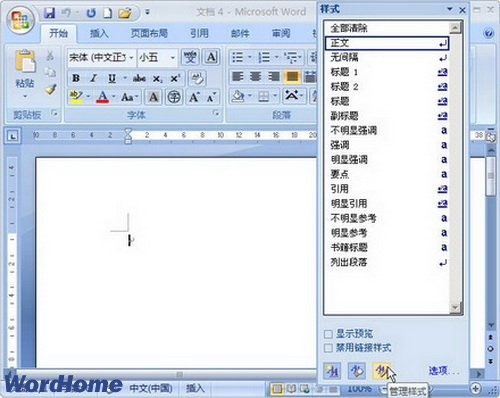 文档 4 - Microsoft Word
开始 插入 页面布局 引用 邮件
宋体 (中文正 小五
B I U abc x₂ x²
粘贴
剪贴板 字体 段落
样式
全部清除
正文
无间隔
标题 1
标题 2
标题
副标题
不明显强调
强调
明显强调
要点
引用
明显引用
不明显参考
明显参考
书籍标题
列出段落
显示预览
禁用链接样式
选项...
管理样式
中文(中国) 插入 100%
WordHome